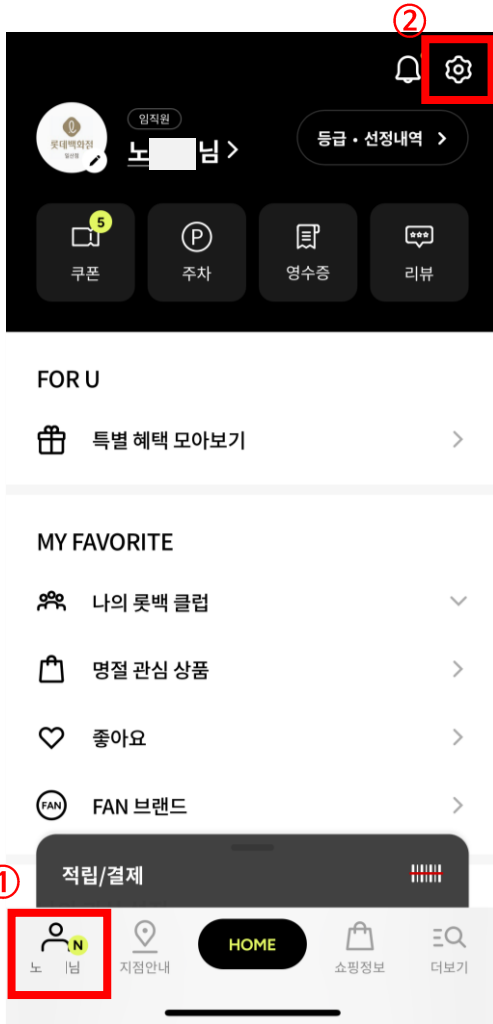 ②
임직원
롯데백화점
노 님 >
등급 • 선정내역 >
5
쿠폰
P
주차
영수증
리뷰
FOR U
특별 혜택 모아보기
MY FAVORITE
나의 롯백 클럽
명절 관심 상품
좋아요
FAN
FAN 브랜드
적립/결제
①
N
노 님
지점안내
HOME
쇼핑정보
더보기